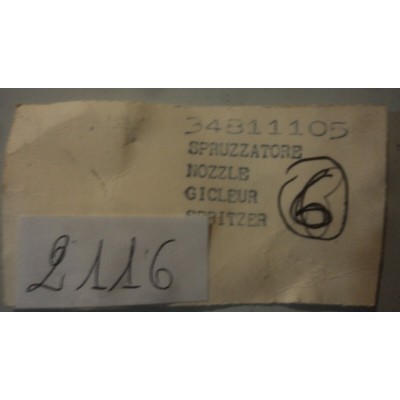 34811105
SPRUZZATORE
NOZZLE
GICLEUR
SPRITZER
6
2116